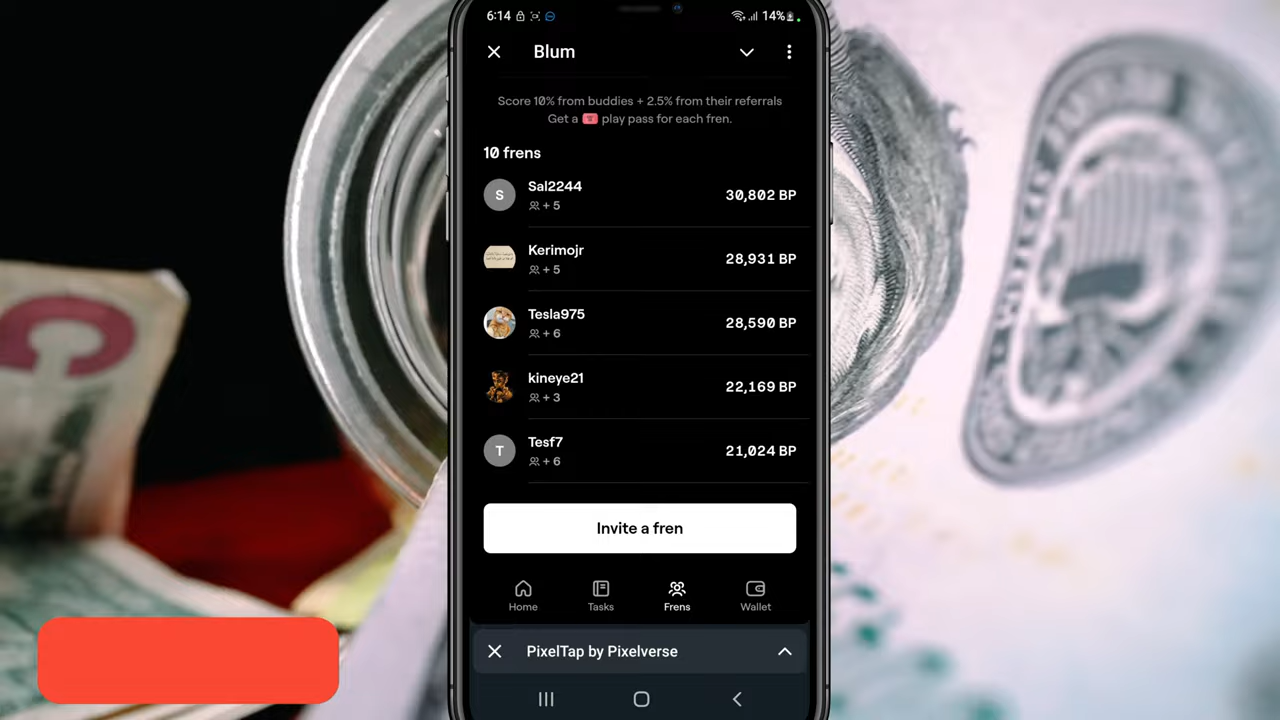 6:14 14%
Blum
Score 10% from buddies + 2.5% from their referrals
Get a play pass for each fren.
10 frens
S Sal2244 30,802 BP
+ 5
Kerimojr 28,931 BP
+ 5
Tesla975 28,590 BP
+ 6
kineye21 22,169 BP
+ 3
T Tesf7 21,024 BP
+ 6
Invite a fren
Home Tasks Frens Wallet
PixelTap by Pixelverse